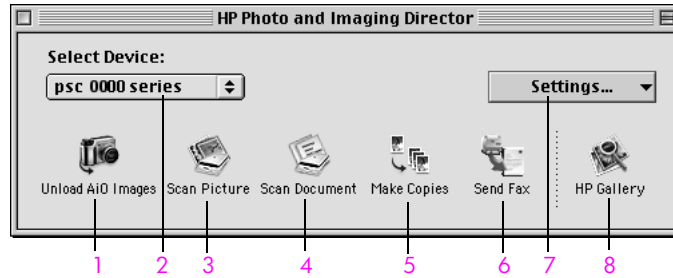 HP Photo and Imaging Director
Select Device:
psc 0000 series
Settings...
Unload AiO Images Scan Picture Scan Document Make Copies Send Fax HP Gallery
1 2 3 4 5 6 7 8